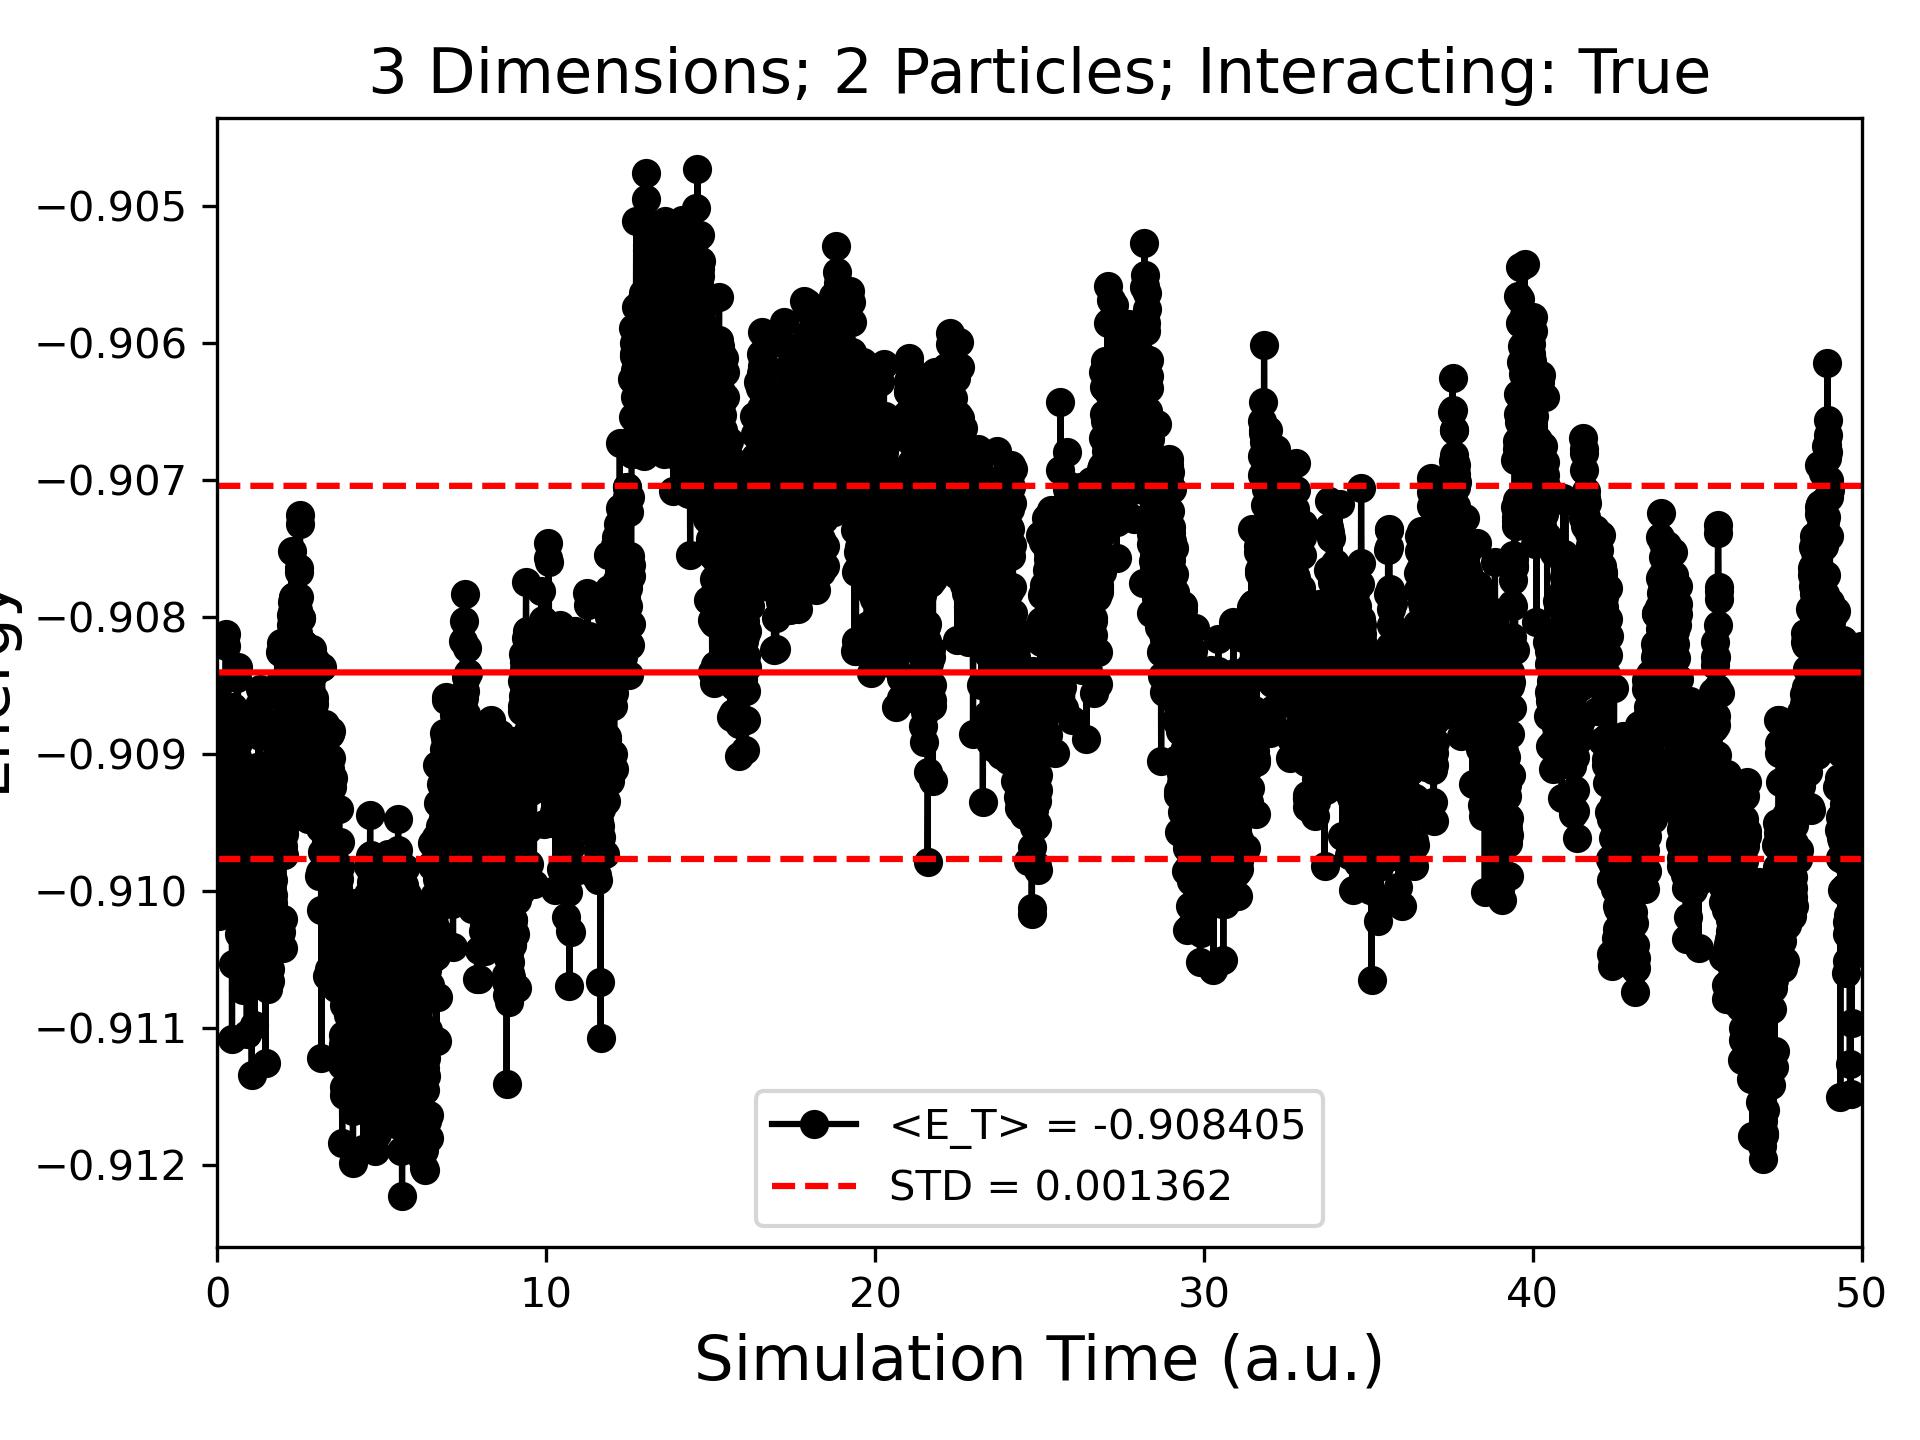 3 Dimensions; 2 Particles; Interacting: True
−0.905
−0.906
−0.907
−0.908
−0.909
−0.910
−0.911
−0.912
Energy
<E_T> = -0.908405
STD = 0.001362
0 10 20 30 40 50
Simulation Time (a.u.)